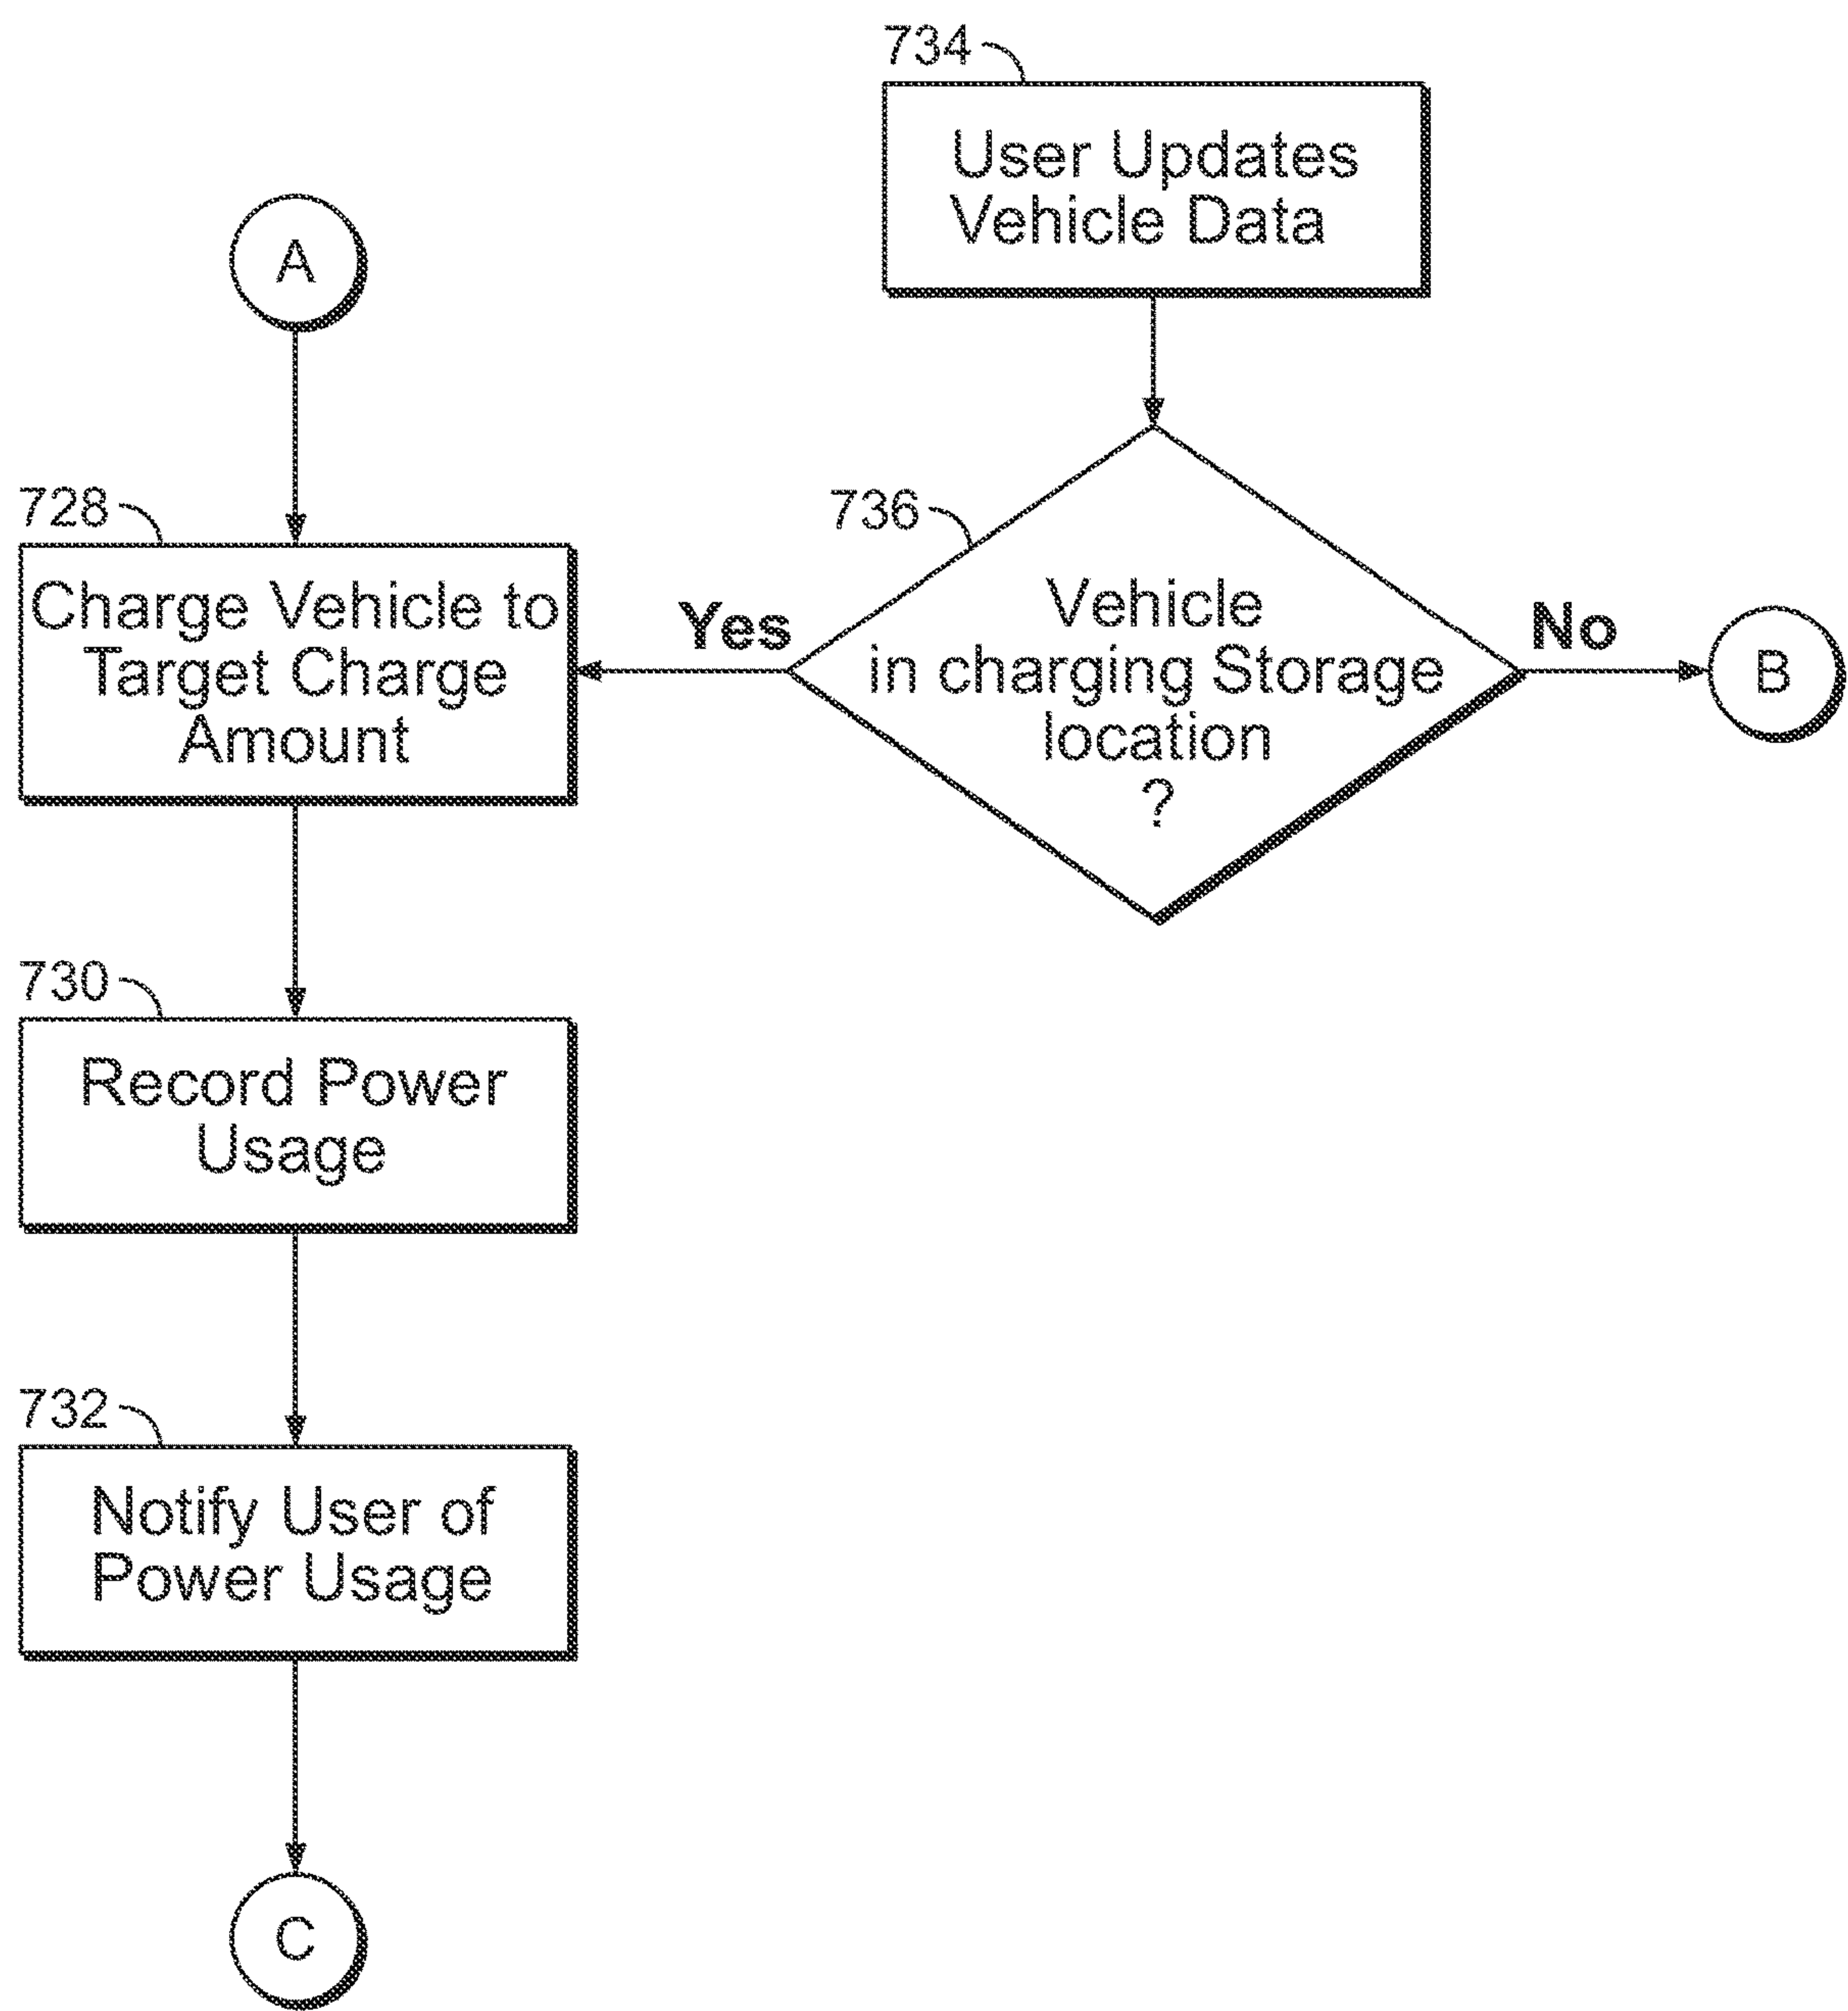 734
User Updates
Vehicle Data
A
728
Charge Vehicle to
Target Charge
Amount
Yes
736
Vehicle
in charging Storage
location
?
No
B
730
Record Power
Usage
732
Notify User of
Power Usage
C